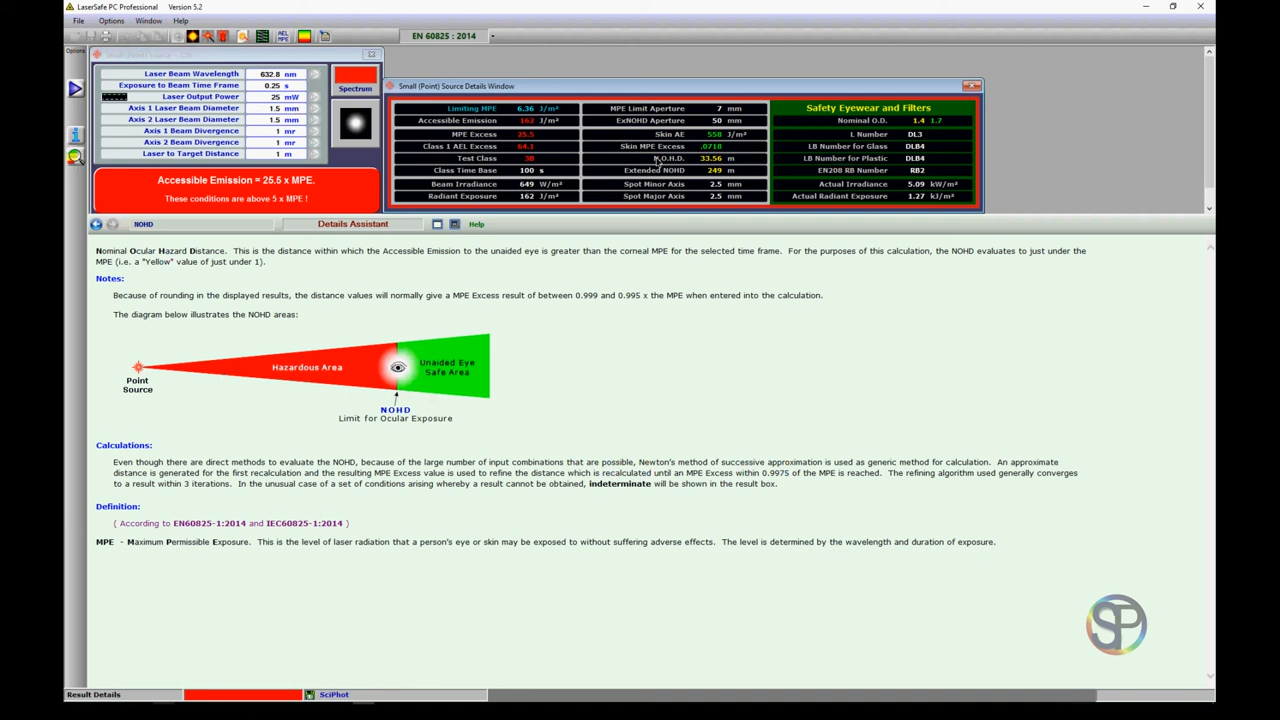 LaserSafe PC Professional Version 5.2
File Options Window Help
AEL
MPE
EN 60825 : 2014
Options
Laser Beam Wavelength 632.8 nm
Exposure to Beam Time Frame 0.25 s
Laser Output Power 25 mW
Axis 1 Laser Beam Diameter 1.5 mm
Axis 2 Laser Beam Diameter 1.5 mm
Axis 1 Beam Divergence 1 mr
Axis 2 Beam Divergence 1 mr
Laser to Target Distance 1 m
Spectrum
Accessible Emission = 25.5 x MPE.
These conditions are above 5 x MPE !
Small (Point) Source Details Window
Limiting MPE 6.36 J/m²
Accessible Emission 162 J/m²
MPE Excess 25.5
Class 1 AEL Excess 64.1
Test Class 3B
Class Time Base 100 s
Beam Irradiance 649 W/m²
Radiant Exposure 162 J/m²
MPE Limit Aperture 7 mm
ExNOHD Aperture 50 mm
Skin AE 558 J/m²
Skin MPE Excess .0718
N.O.H.D. 33.56 m
Extended NOHD 249 m
Spot Minor Axis 2.5 mm
Spot Major Axis 2.5 mm
Safety Eyewear and Filters
Nominal O.D. 1.4 1.7
L Number DL3
LB Number for Glass DLB4
LB Number for Plastic DLB4
EN208 RB Number RB2
Actual Irradiance 5.09 kW/m²
Actual Radiant Exposure 1.27 kJ/m²
NOHD Details Assistant Help
Nominal Ocular Hazard Distance. This is the distance within which the Accessible Emission to the unaided eye is greater than the corneal MPE for the selected time frame. For the purposes of this calculation, the NOHD evaluates to just under the
MPE (i.e. a "Yellow" value of just under 1).
Notes:
Because of rounding in the displayed results, the distance values will normally give a MPE Excess result of between 0.999 and 0.995 x the MPE when entered into the calculation.
The diagram below illustrates the NOHD areas:
Point
Source
Hazardous Area
Unaided Eye
Safe Area
NOHD
Limit for Ocular Exposure
Calculations:
Even though there are direct methods to evaluate the NOHD, because of the large number of input combinations that are possible, Newton's method of successive approximation is used as generic method for calculation. An approximate
distance is generated for the first recalculation and the resulting MPE Excess value is used to refine the distance which is recalculated until an MPE Excess within 0.9975 of the MPE is reached. The refining algorithm used generally converges
to a result within 3 iterations. In the unusual case of a set of conditions arising whereby a result cannot be obtained, indeterminate will be shown in the result box.
Definition:
( According to EN60825-1:2014 and IEC60825-1:2014 )
MPE - Maximum Permissible Exposure. This is the level of laser radiation that a person's eye or skin may be exposed to without suffering adverse effects. The level is determined by the wavelength and duration of exposure.
SP
Result Details SciPhot